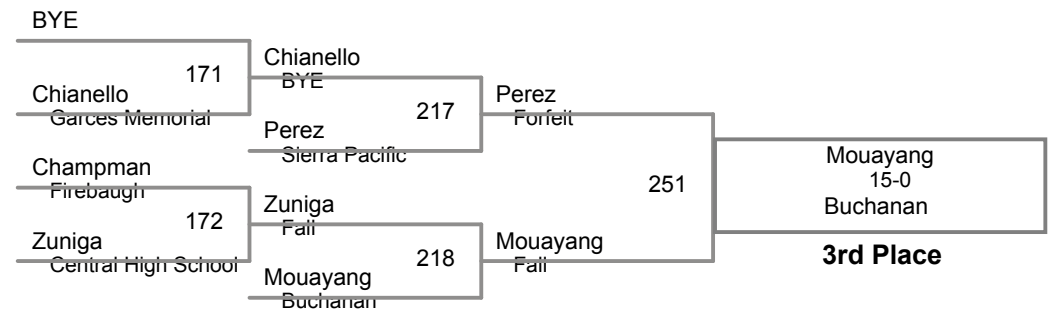 BYE
171
Chianello
Garces Memorial
Champman
Firebaugh
172
Zuniga
Central High School
Chianello
BYE
217
Perez
Sierra Pacific
Zuniga
Fall
218
Mouayang
Buchanan
Perez
Forfeit
251
Mouayang
Fall
Mouayang
15-0
Buchanan
3rd Place